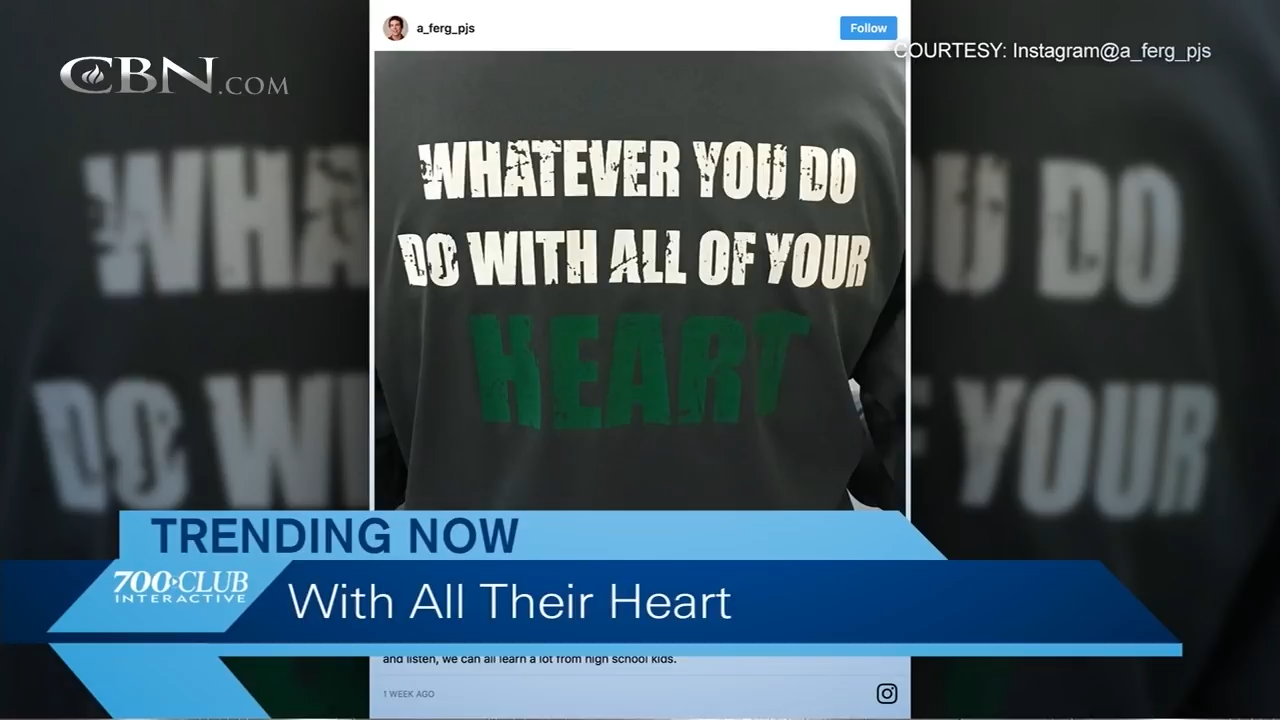 a_ferg_pjs
Follow
COURTESY: Instagram@a_ferg_pjs
CBN.COM
WHATEVER YOU DO
DO WITH ALL OF YOUR
HEART
TRENDING NOW
700 CLUB
INTERACTIVE
With All Their Heart
and listen, we can all learn a lot from high school kids.
1 WEEK AGO